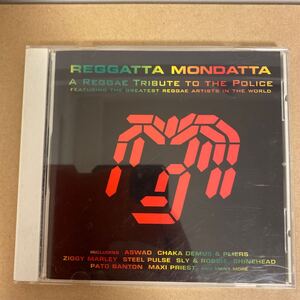 REGGATTA MONDATTA
A REGGAE TRIBUTE TO THE POLICE
FEATURING THE GREATEST REGGAE ARTISTS IN THE WORLD
INCLUDES ASWAD CHAKA DEMUS & PLIERS
ZIGGY MARLEY STEEL PULSE SLY & ROBBIE SHINEHEAD
PATO BANTON MAXI PRIEST AND MANY MORE